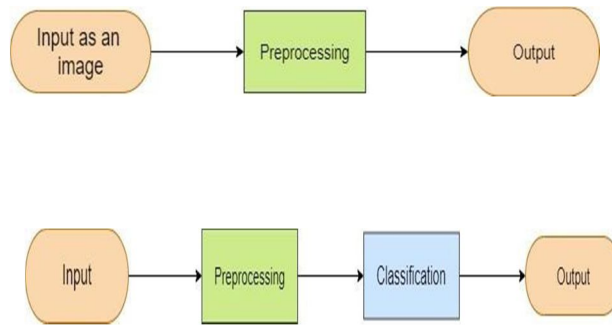 Input as an
image
Preprocessing
Output
Input
Preprocessing
Classification
Output